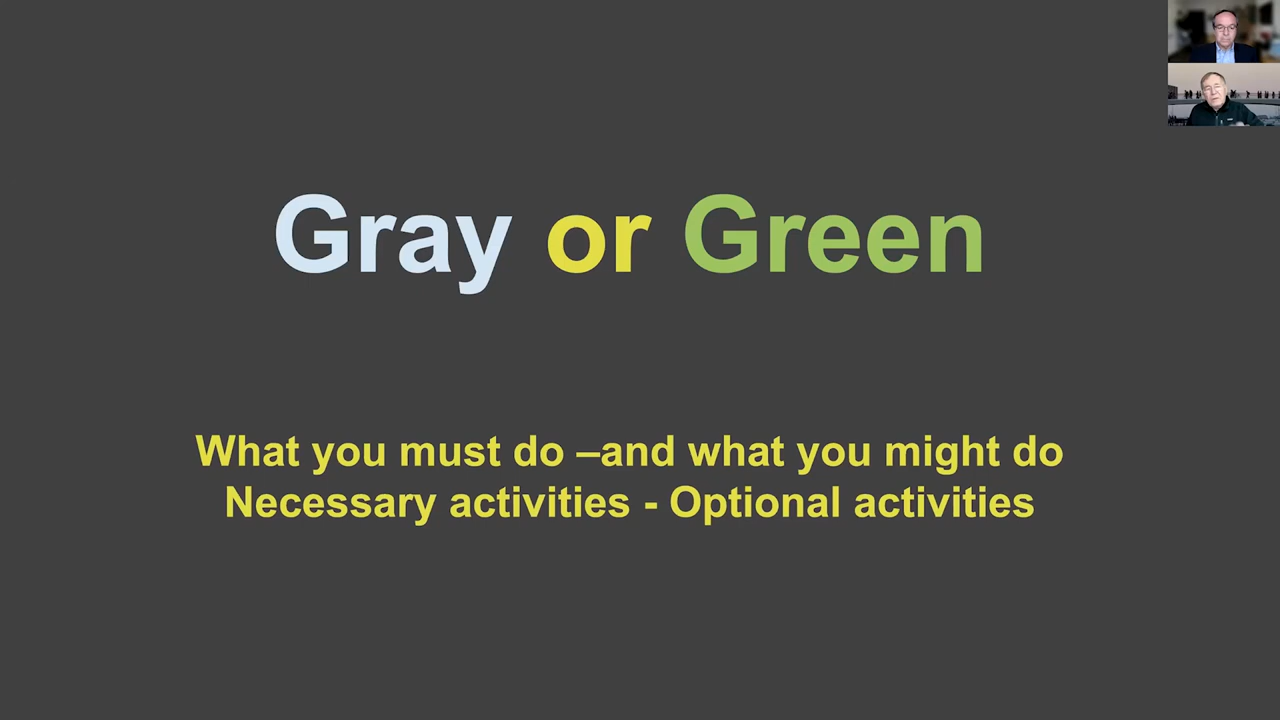 Gray or Green
What you must do –and what you might do
Necessary activities - Optional activities